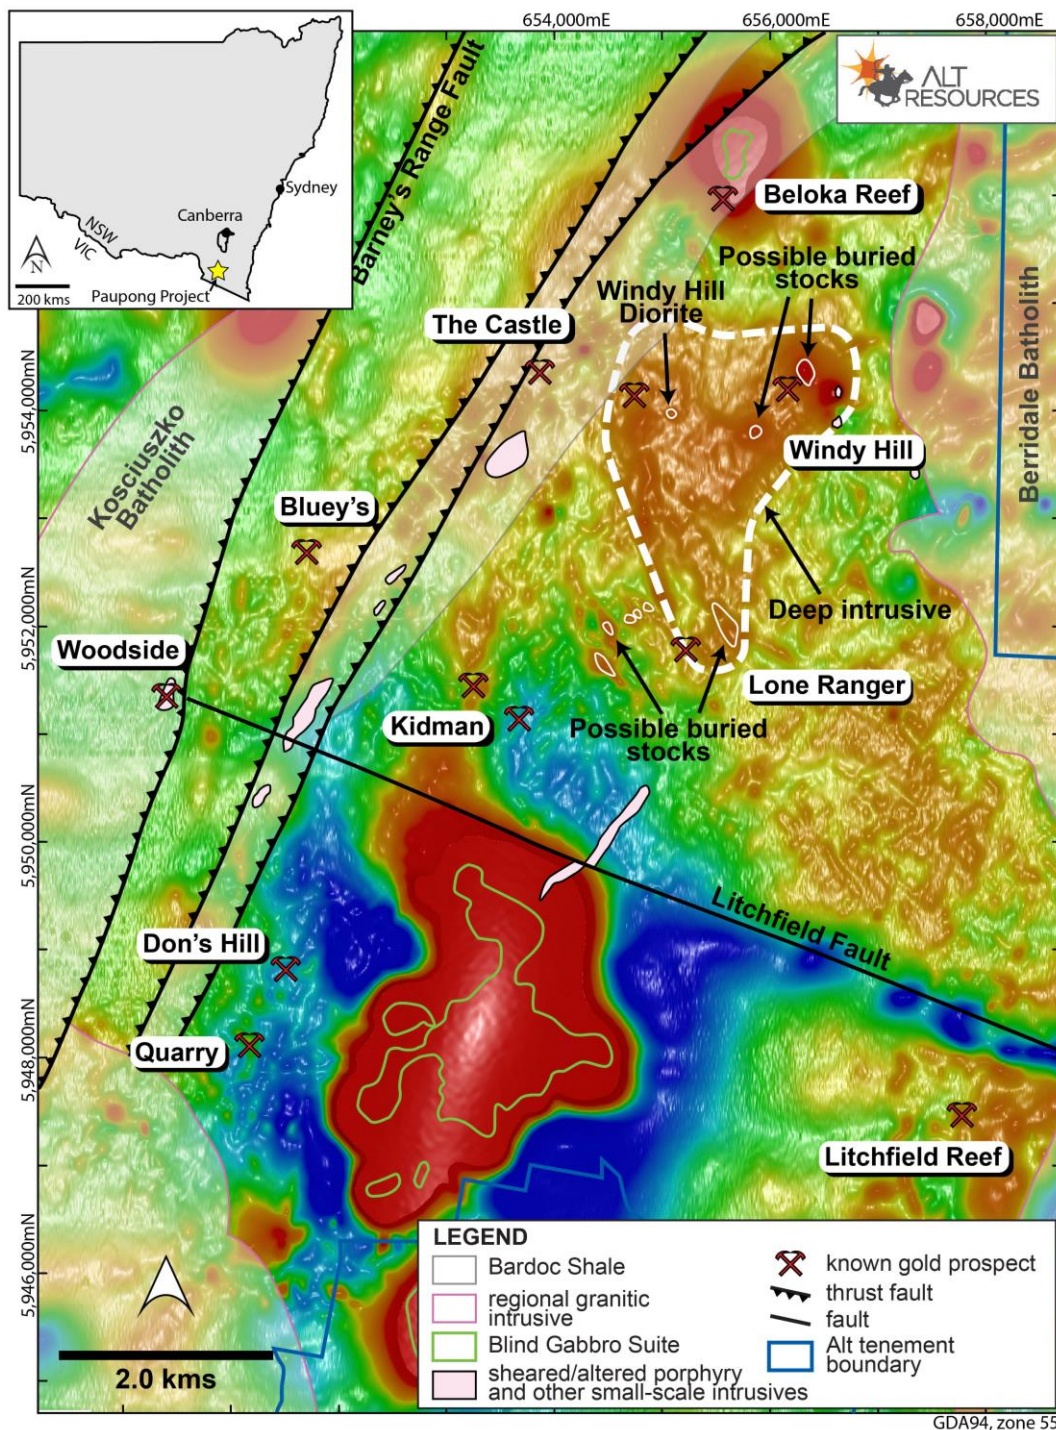 654,000mE
656,000mE
658,000mE
ALT
RESOURCES
Sydney
Canberra
NSW
VIC
N
200 kms
Paupong Project
Barney's Range Fault
Beloka Reef
Possible buried
stocks
Windy Hill
Diorite
The Castle
5,954,000mN
Kosciuszko
Batholith
Berridale Batholith
Windy Hill
Bluey's
Deep intrusive
5,952,000mN
Woodside
Lone Ranger
Kidman
Possible buried
stocks
5,950,000mN
Litchfield Fault
Don's Hill
5,948,000mN
Quarry
Litchfield Reef
5,946,000mN
2.0 kms
LEGEND
Bardoc Shale
regional granitic
intrusive
Blind Gabbro Suite
sheared/altered porphyry
and other small-scale intrusives
known gold prospect
thrust fault
fault
Alt tenement
boundary
GDA94, zone 55